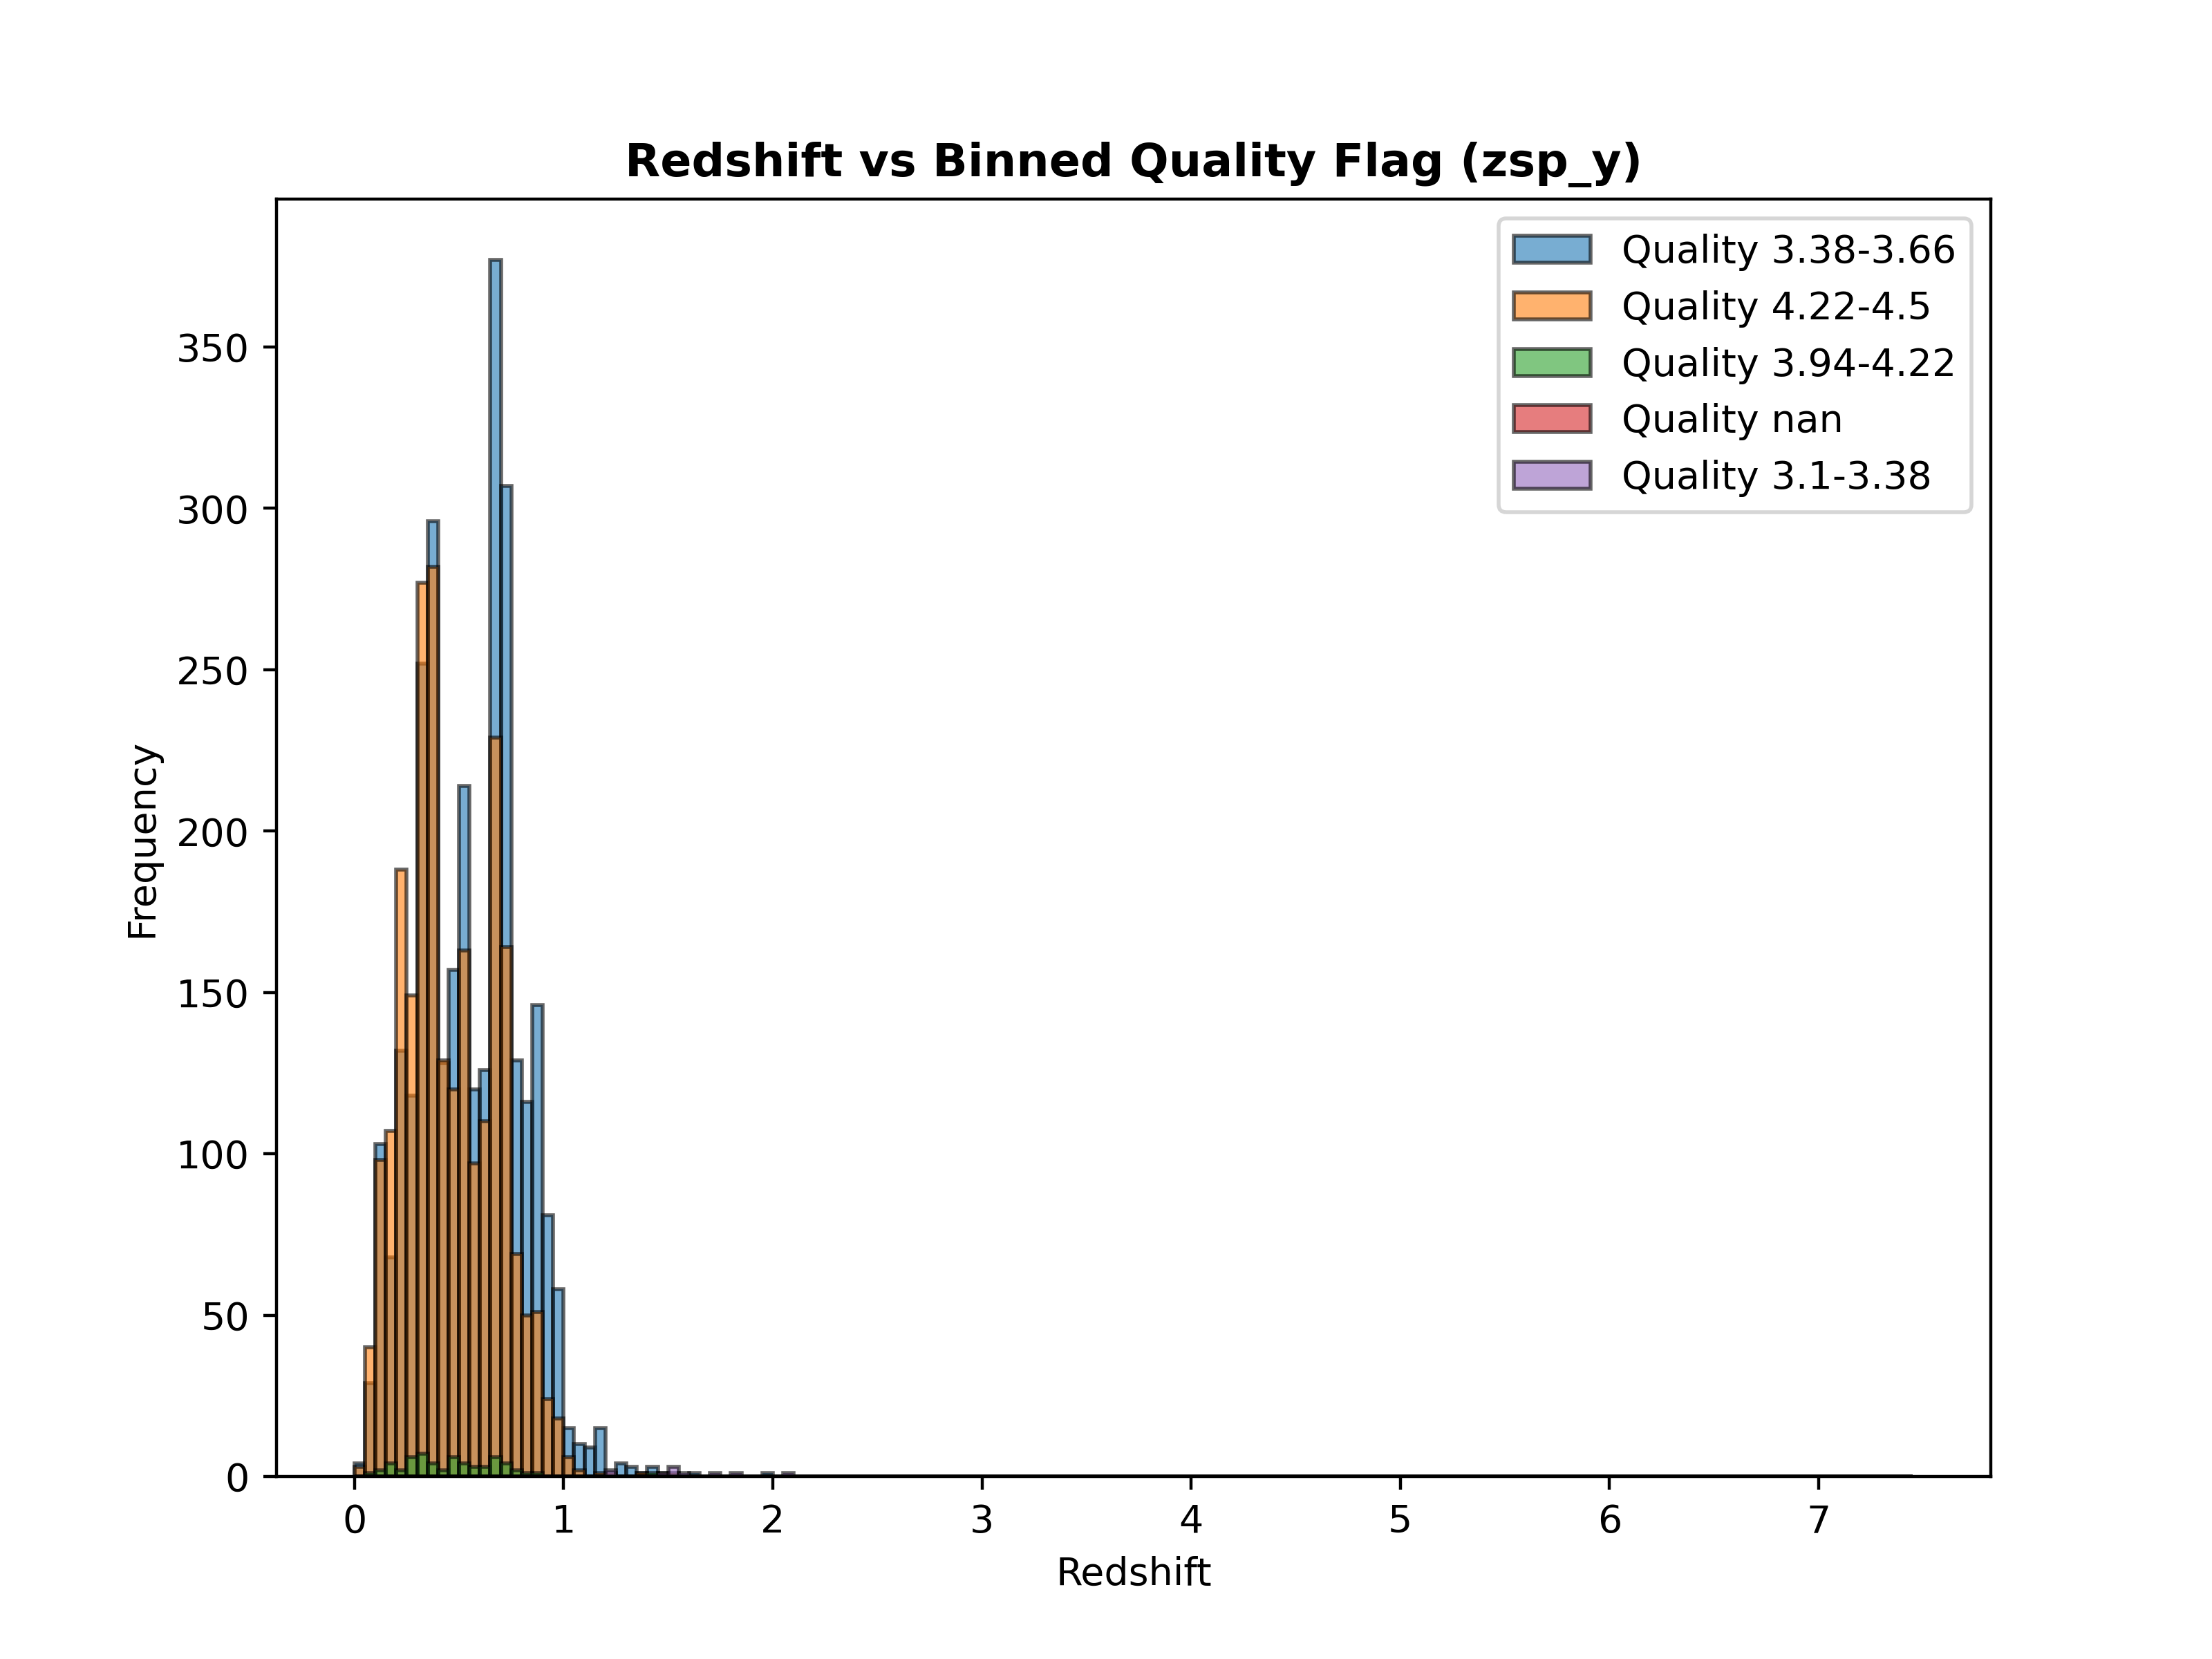 Redshift vs Binned Quality Flag (zsp_y)
Quality 3.38-3.66
Quality 4.22-4.5
Quality 3.94-4.22
Quality nan
Quality 3.1-3.38
350
300
250
200
150
100
50
0
Frequency
0 1 2 3 4 5 6 7
Redshift